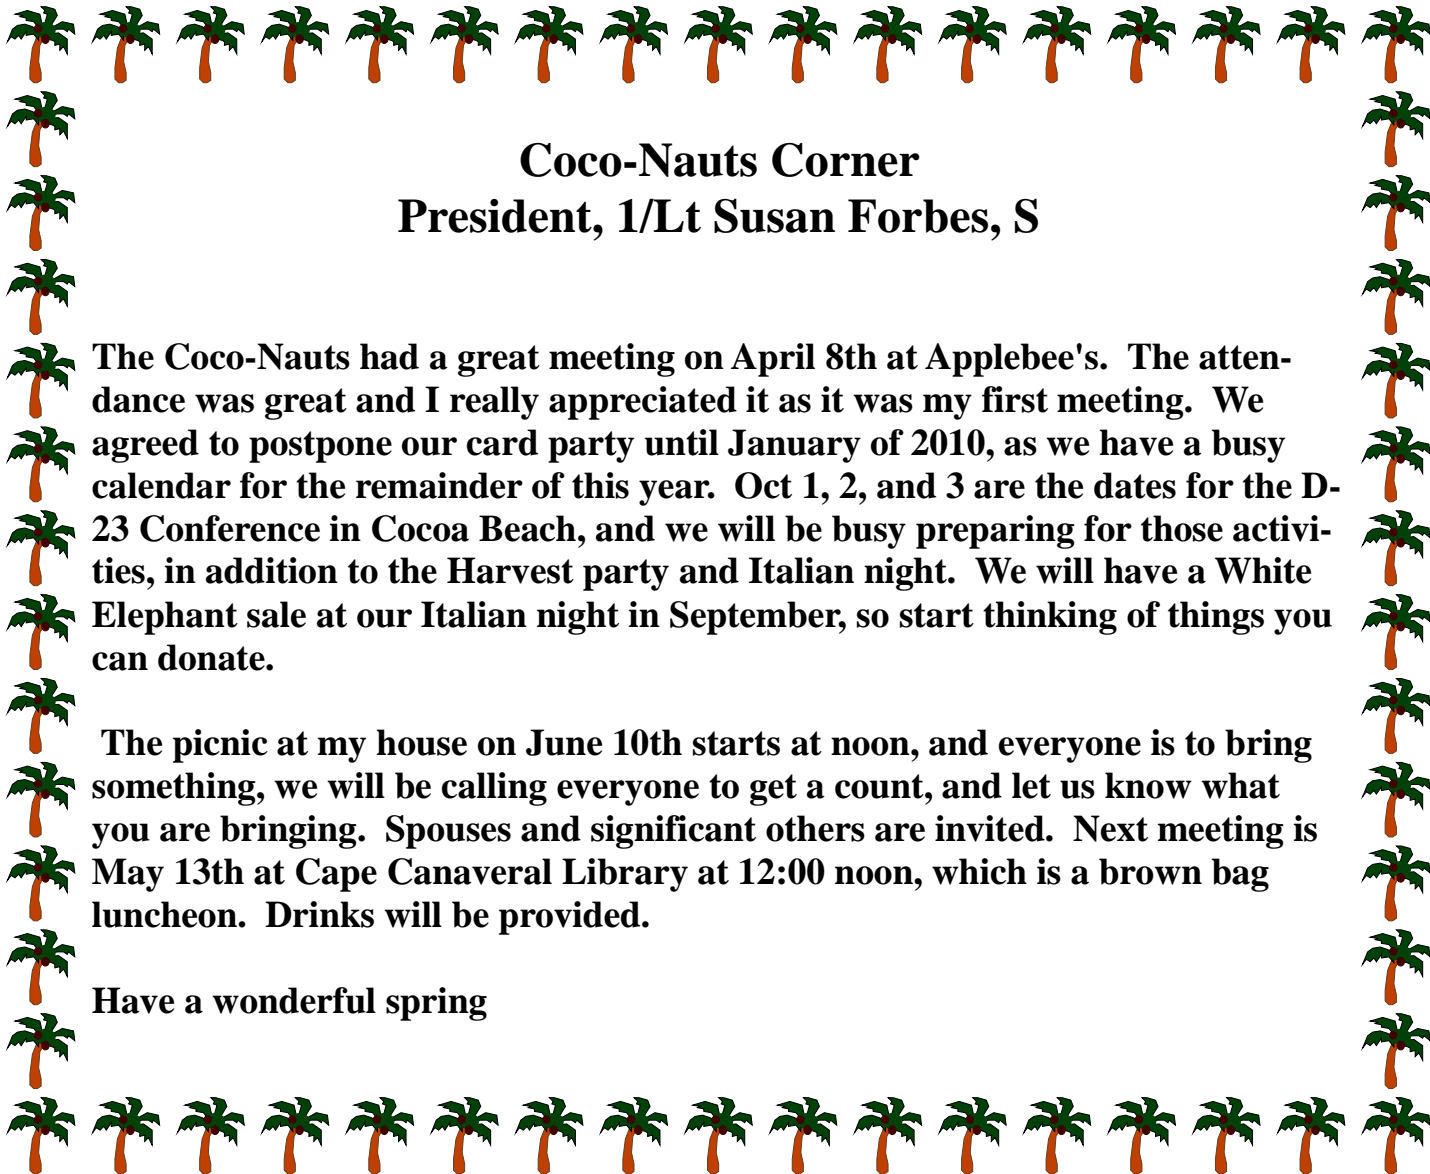 Coco-Nauts Corner
President, 1/Lt Susan Forbes, S
The Coco-Nauts had a great meeting on April 8th at Applebee's.  The atten-
dance was great and I really appreciated it as it was my first meeting.  We
agreed to postpone our card party until January of 2010, as we have a busy
calendar for the remainder of this year.  Oct 1, 2, and 3 are the dates for the D-
23 Conference in Cocoa Beach, and we will be busy preparing for those activi-
ties, in addition to the Harvest party and Italian night.  We will have a White
Elephant sale at our Italian night in September, so start thinking of things you
can donate.
The picnic at my house on June 10th starts at noon, and everyone is to bring
something, we will be calling everyone to get a count, and let us know what
you are bringing.  Spouses and significant others are invited.  Next meeting is
May 13th at Cape Canaveral Library at 12:00 noon, which is a brown bag
luncheon.  Drinks will be provided.
Have a wonderful spring